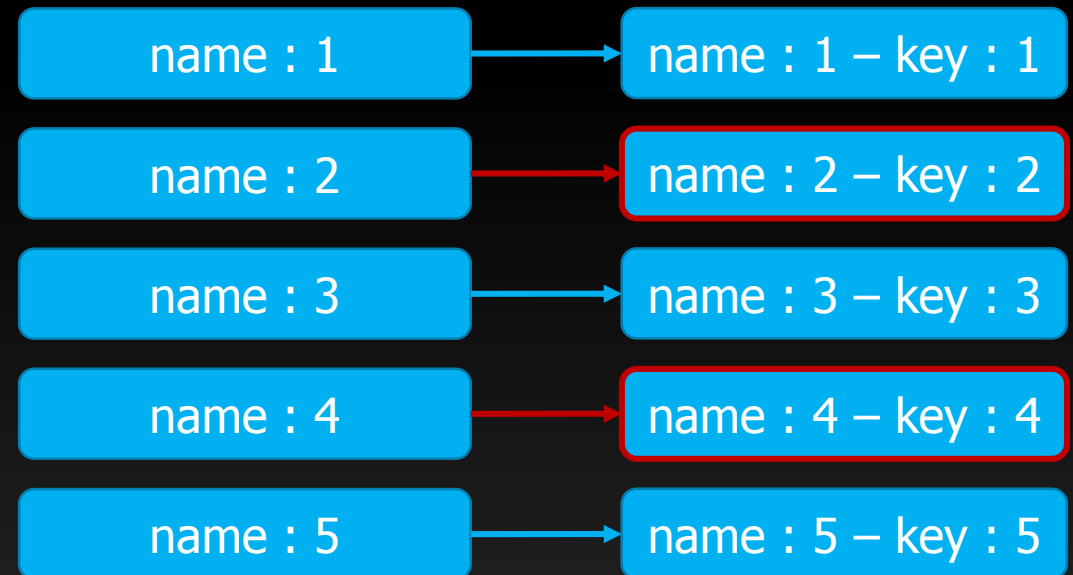 name : 1
name : 1 – key : 1
name : 2
name : 2 – key : 2
name : 3
name : 3 – key : 3
name : 4
name : 4 – key : 4
name : 5
name : 5 – key : 5